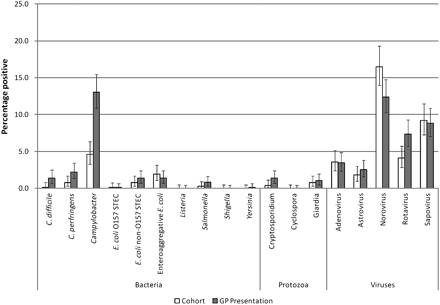 Percentage positive
25.0
20.0
15.0
10.0
5.0
0.0
C. difficile
C. perfringens
Campylobacter
E. coli O157 STEC
E. coli non-O157 STEC
Enteroaggregative E. coli
Listeria
Salmonella
Shigella
Yersinia
Cryptosporidium
Cyclospora
Giardia
Adenovirus
Astrovirus
Norovirus
Rotavirus
Sapovirus
Bacteria
Protozoa
Viruses
Cohort
GP Presentation